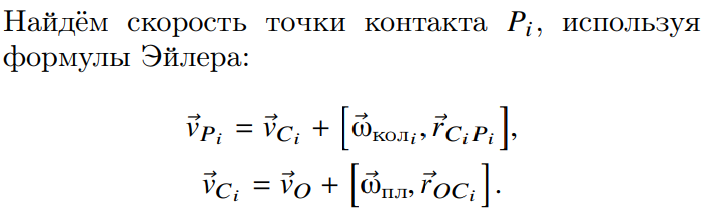 Найдём скорость точки контакта $P_i$, используя
формулы Эйлера:
$\vec{v}_{P_i} = \vec{v}_{C_i} + \left[\vec{\omega}_{\text{кол}_i}, \vec{r}_{C_i P_i}\right],$
$\vec{v}_{C_i} = \vec{v}_O + \left[\vec{\omega}_{\text{пл}}, \vec{r}_{OC_i}\right].$